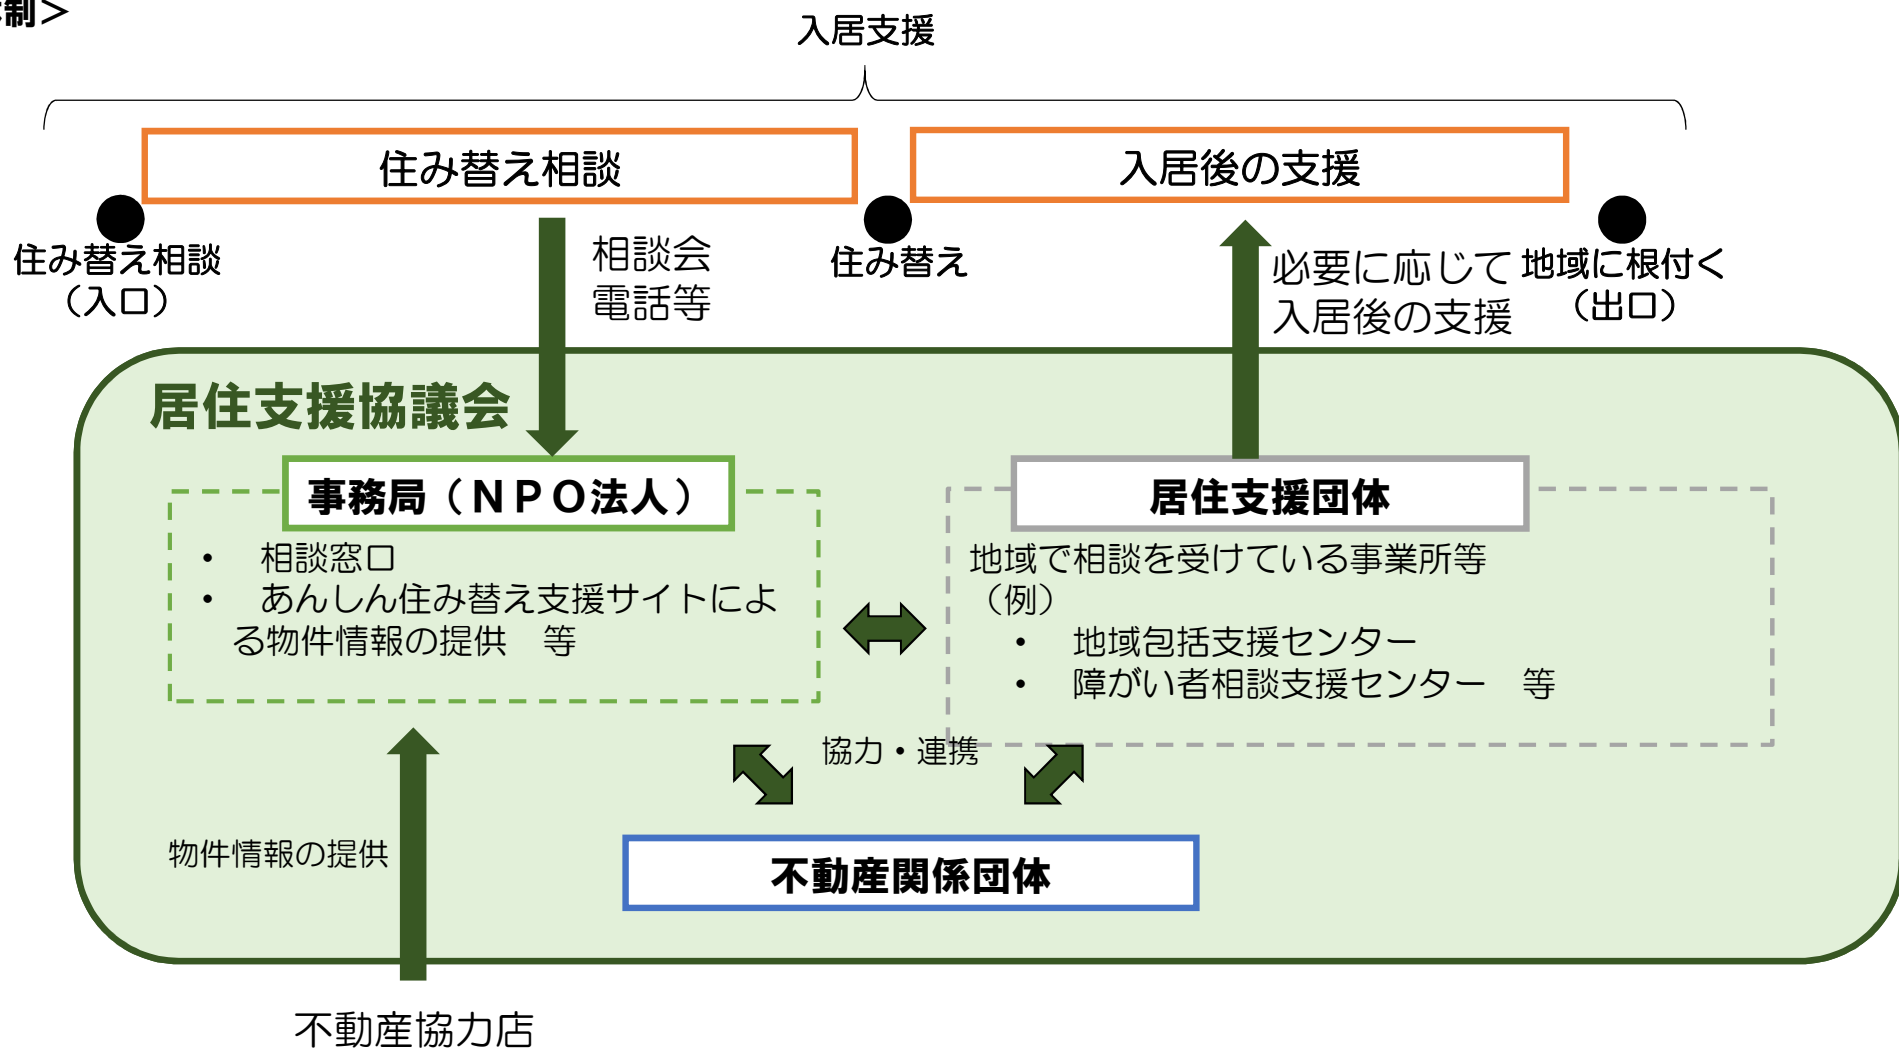 制＞
入居支援
住み替え相談
入居後の支援
住み替え相談
（入口）
相談会
電話等
住み替え
必要に応じて
入居後の支援
地域に根付く
（出口）
居住支援協議会
事務局（ＮＰＯ法人）
・　相談窓口
・　あんしん住み替え支援サイトによ
る物件情報の提供　等
居住支援団体
地域で相談を受けている事業所等
（例）
・　地域包括支援センター
・　障がい者相談支援センター　等
協力・連携
物件情報の提供
不動産関係団体
不動産協力店